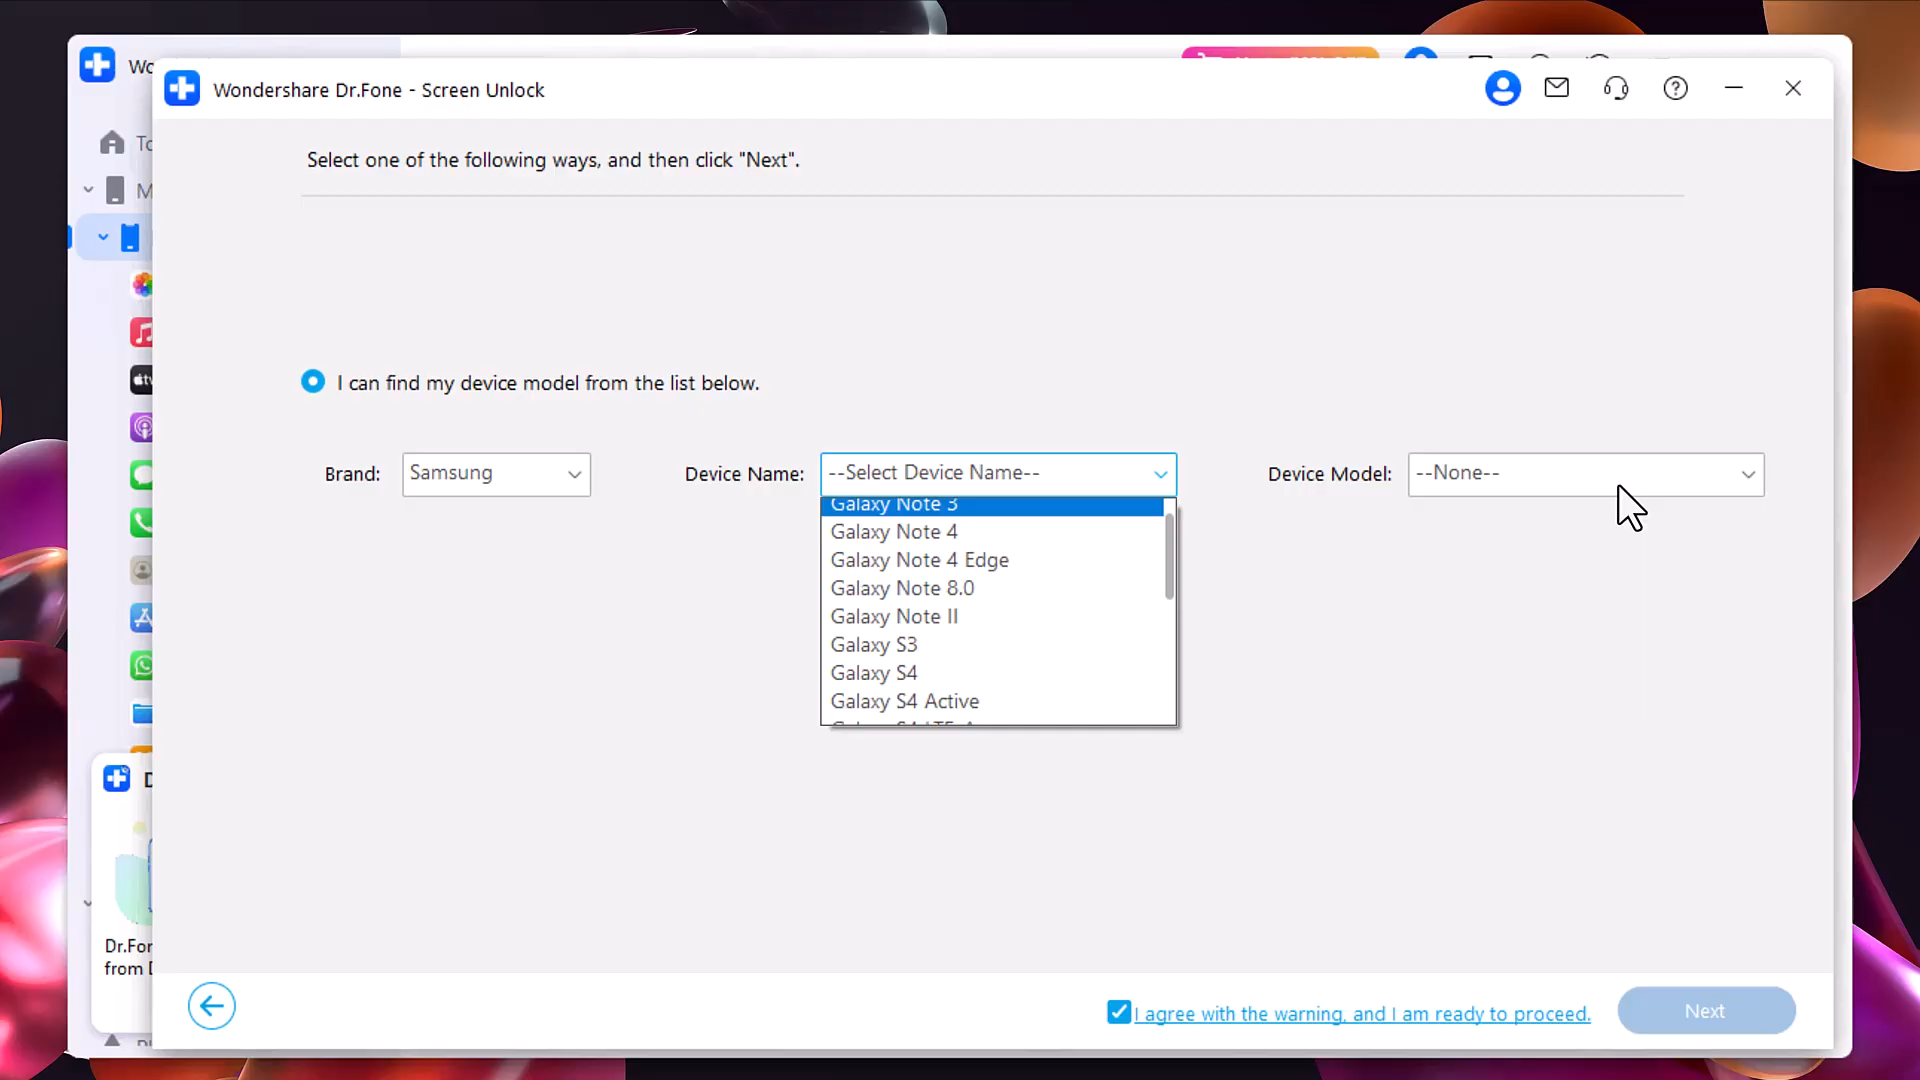 Wondershare Dr.Fone - Screen Unlock
Select one of the following ways, and then click "Next".
I can find my device model from the list below.
Brand: Samsung Device Name: --Select Device Name-- Device Model: --None--
Galaxy Note 3
Galaxy Note 4
Galaxy Note 4 Edge
Galaxy Note 8.0
Galaxy Note II
Galaxy S3
Galaxy S4
Galaxy S4 Active
Dr.For
from
I agree with the warning, and I am ready to proceed.
Next